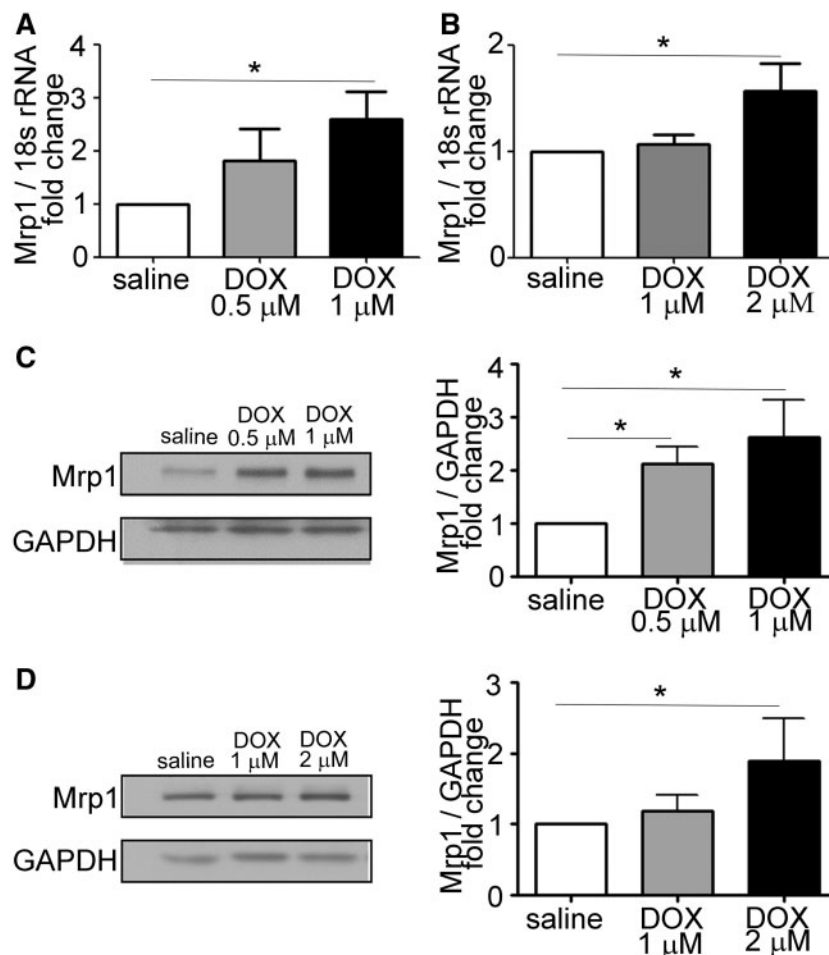 A
Mrp1 / 18s rRNA
fold change
4
3
2
1
0
*
saline
DOX
0.5 μM
DOX
1 μM
B
Mrp1 / 18s rRNA
fold change
2
1
0
*
saline
DOX
1 μM
DOX
2 μM
C
saline
DOX
0.5 μM
DOX
1 μM
Mrp1
GAPDH
Mrp1 / GAPDH
fold change
4
3
2
1
0
*
*
saline
DOX
0.5 μM
DOX
1 μM
D
saline
DOX
1 μM
DOX
2 μM
Mrp1
GAPDH
Mrp1 / GAPDH
fold change
3
2
1
0
*
saline
DOX
1 μM
DOX
2 μM